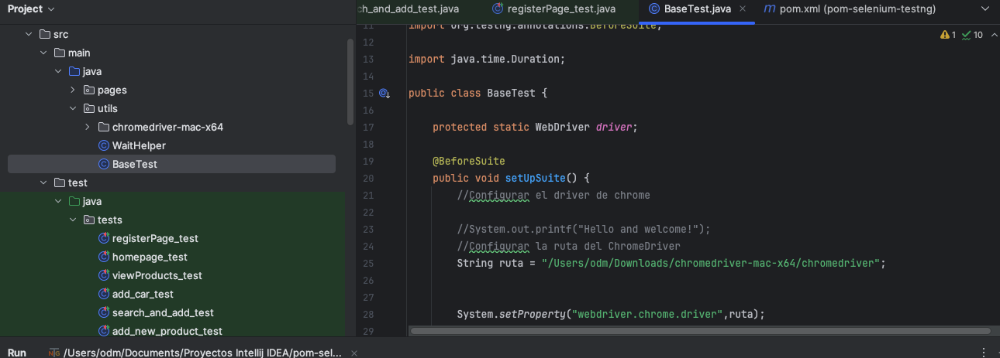 Project
src
main
java
pages
utils
chromedriver-mac-x64
WaitHelper
BaseTest
test
java
tests
registerPage_test
homepage_test
viewProducts_test
add_car_test
search_and_add_test
add_new_product_test
ch_and_add_test.java registerPage_test.java BaseTest.java pom.xml (pom-selenium-testng)
1 10
11 import org.testng.annotations.BeforeSuite;
12
13 import java.time.Duration;
14
15 public class BaseTest {
16
17 protected static WebDriver driver;
18
19 @BeforeSuite
20 public void setUpSuite() {
21 //Configurar el driver de chrome
22
23 //System.out.printf("Hello and welcome!");
24 //Configurar la ruta del ChromeDriver
25 String ruta = "/Users/odm/Downloads/chromedriver-mac-x64/chromedriver";
26
27
28 System.setProperty("webdriver.chrome.driver",ruta);
29
Run /Users/odm/Documents/Proyectos Intellij IDEA/pom-sel...